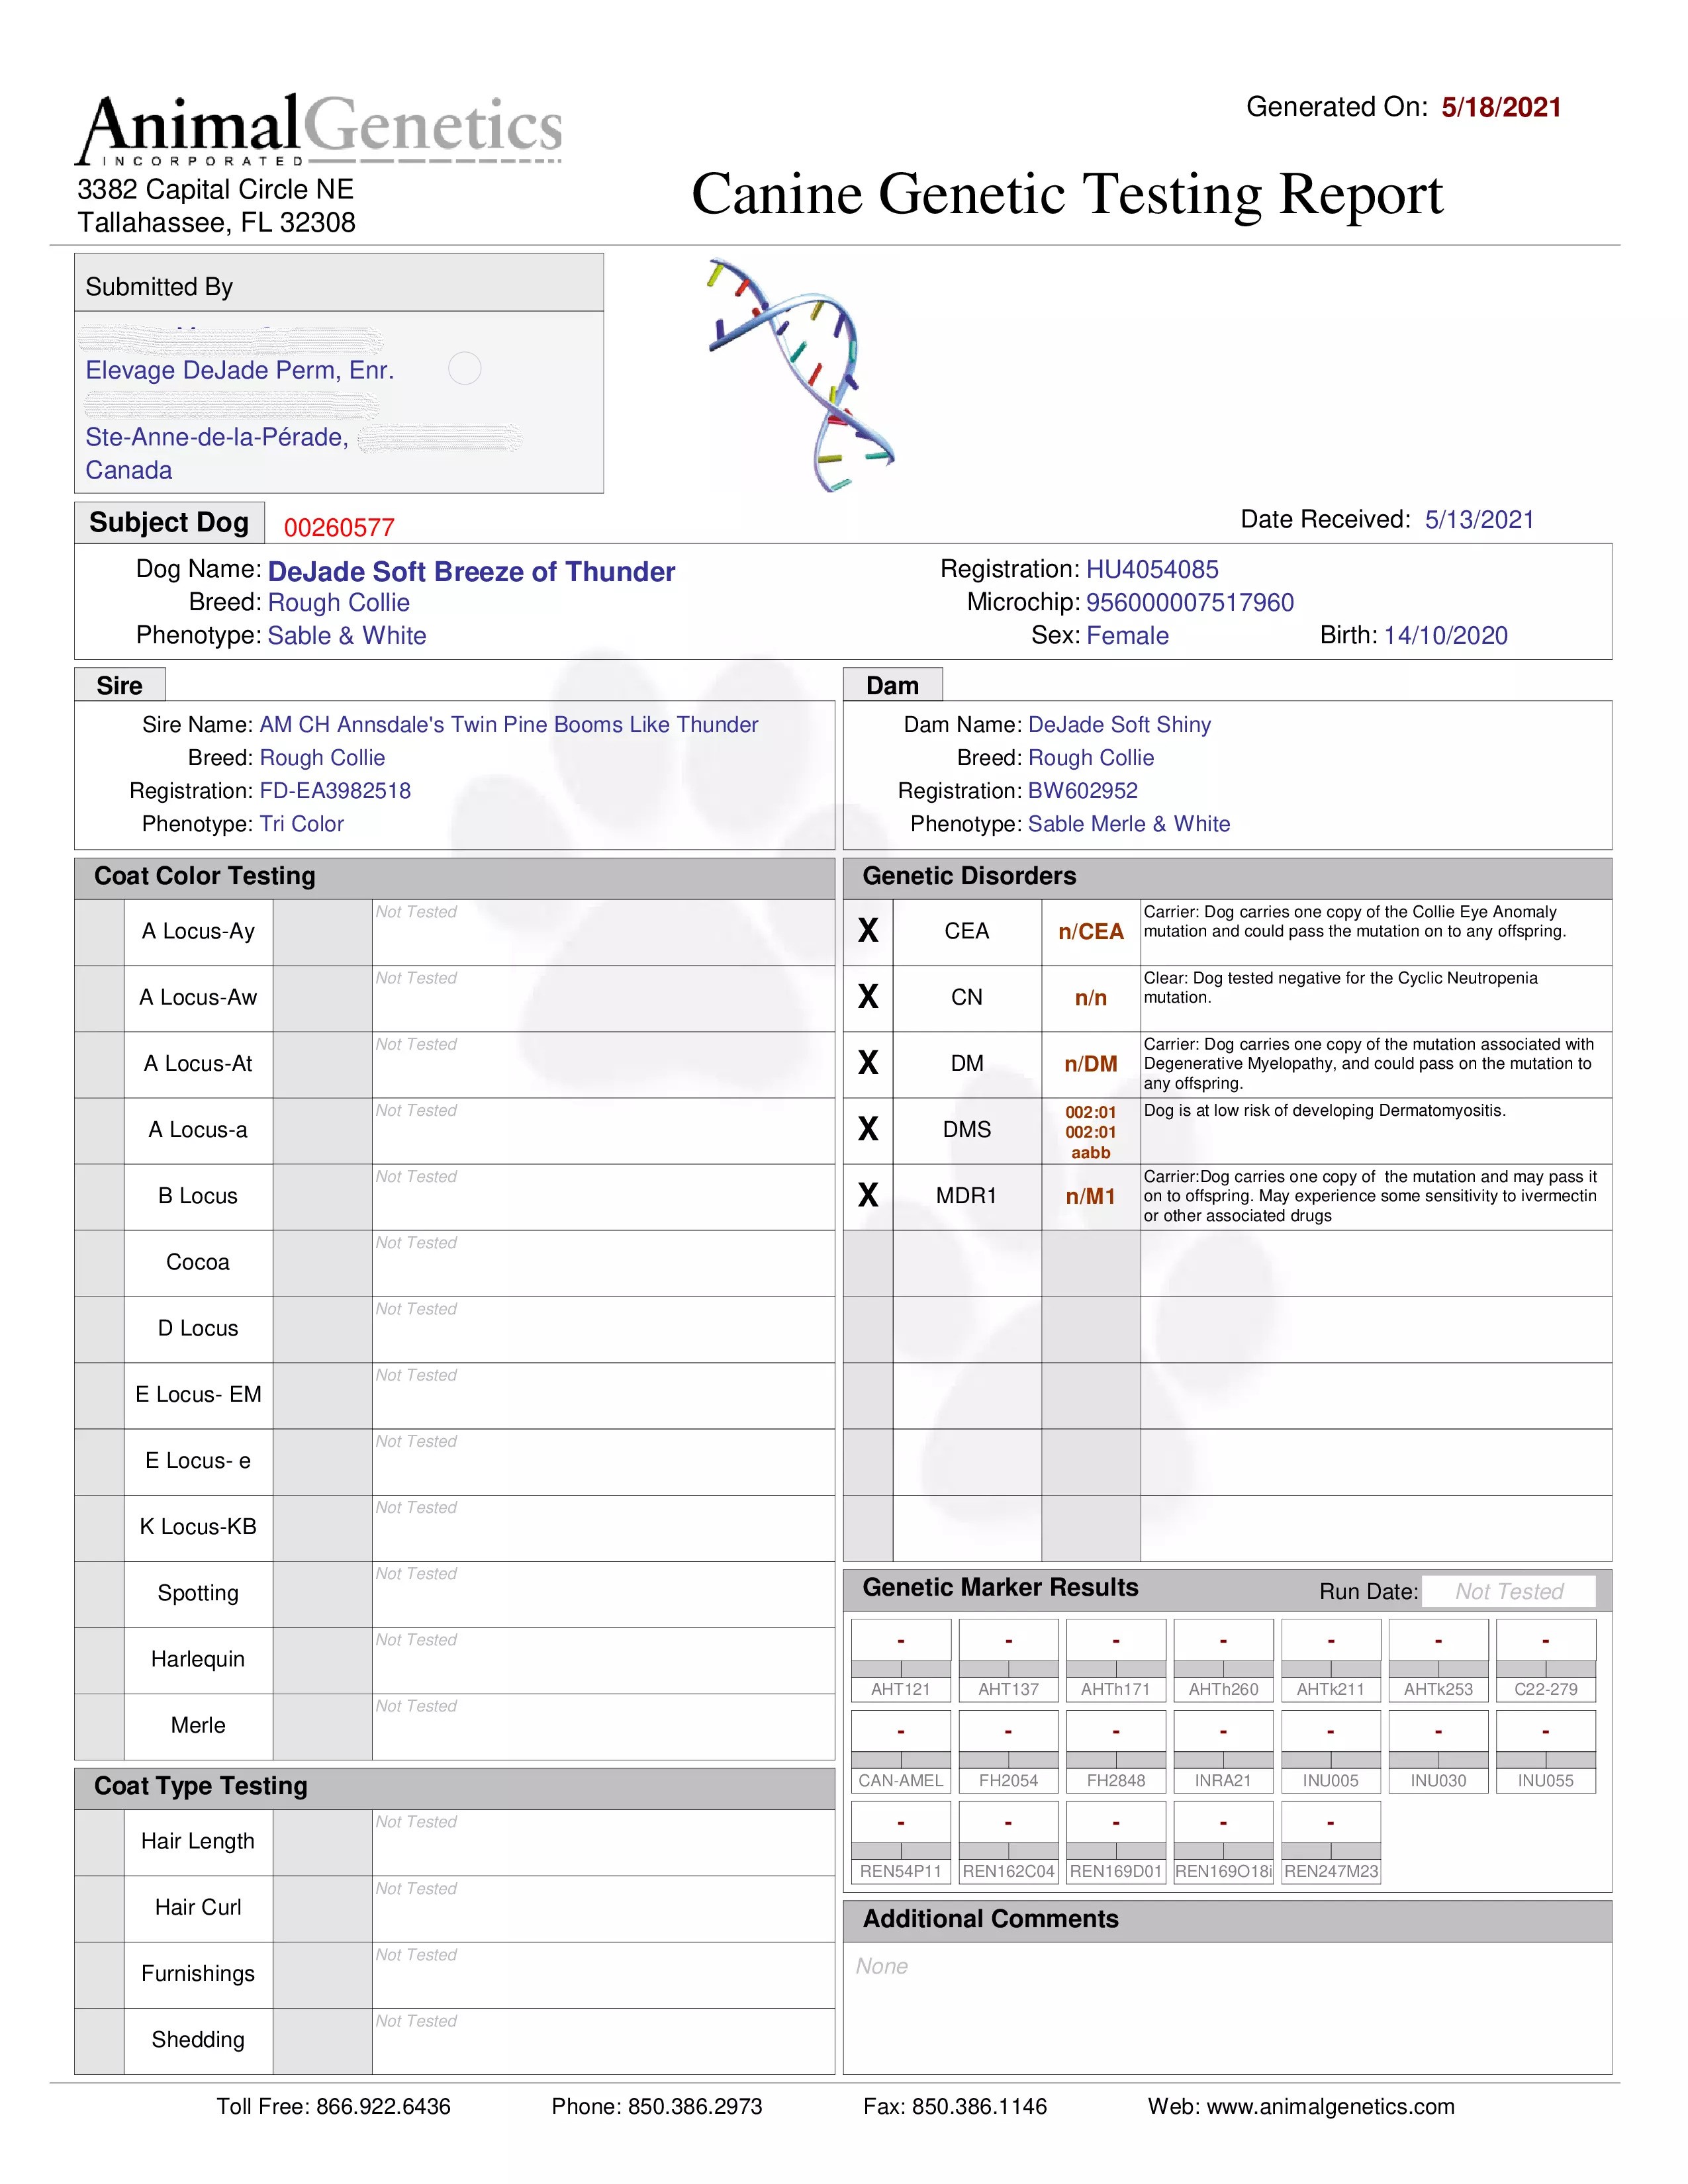 AnimalGenetics
INCORPORATED
3382 Capital Circle NE
Tallahassee, FL 32308
Generated On: 5/18/2021
Canine Genetic Testing Report
Submitted By
Elevage DeJade Perm, Enr.
Ste-Anne-de-la-Pérade,
Canada
Subject Dog 00260577
Date Received: 5/13/2021
Dog Name: DeJade Soft Breeze of Thunder
Breed: Rough Collie
Phenotype: Sable & White
Registration: HU4054085
Microchip: 956000007517960
Sex: Female Birth: 14/10/2020
Sire
Sire Name: AM CH Annsdale's Twin Pine Booms Like Thunder
Breed: Rough Collie
Registration: FD-EA3982518
Phenotype: Tri Color
Dam
Dam Name: DeJade Soft Shiny
Breed: Rough Collie
Registration: BW602952
Phenotype: Sable Merle & White
Coat Color Testing
A Locus-Ay Not Tested
A Locus-Aw Not Tested
A Locus-At Not Tested
A Locus-a Not Tested
B Locus Not Tested
Cocoa Not Tested
D Locus Not Tested
E Locus- EM Not Tested
E Locus- e Not Tested
K Locus-KB Not Tested
Spotting Not Tested
Harlequin Not Tested
Merle Not Tested
Coat Type Testing
Hair Length Not Tested
Hair Curl Not Tested
Furnishings Not Tested
Shedding Not Tested
Genetic Disorders
X CEA n/CEA Carrier: Dog carries one copy of the Collie Eye Anomaly
mutation and could pass the mutation on to any offspring.
X CN n/n Clear: Dog tested negative for the Cyclic Neutropenia
mutation.
X DM n/DM Carrier: Dog carries one copy of the mutation associated with
Degenerative Myelopathy, and could pass on the mutation to
any offspring.
X DMS 002:01 Dog is at low risk of developing Dermatomyositis.
002:01
aabb
X MDR1 n/M1 Carrier:Dog carries one copy of the mutation and may pass it
on to offspring. May experience some sensitivity to ivermectin
or other associated drugs
Genetic Marker Results Run Date: Not Tested
- - - - - - -
AHT121 AHT137 AHTh171 AHTh260 AHTk211 AHTk253 C22-279
- - - - - - -
CAN-AMEL FH2054 FH2848 INRA21 INU005 INU030 INU055
- - - - -
REN54P11 REN162C04 REN169D01 REN169O18i REN247M23
Additional Comments
None
Toll Free: 866.922.6436 Phone: 850.386.2973 Fax: 850.386.1146 Web: www.animalgenetics.com